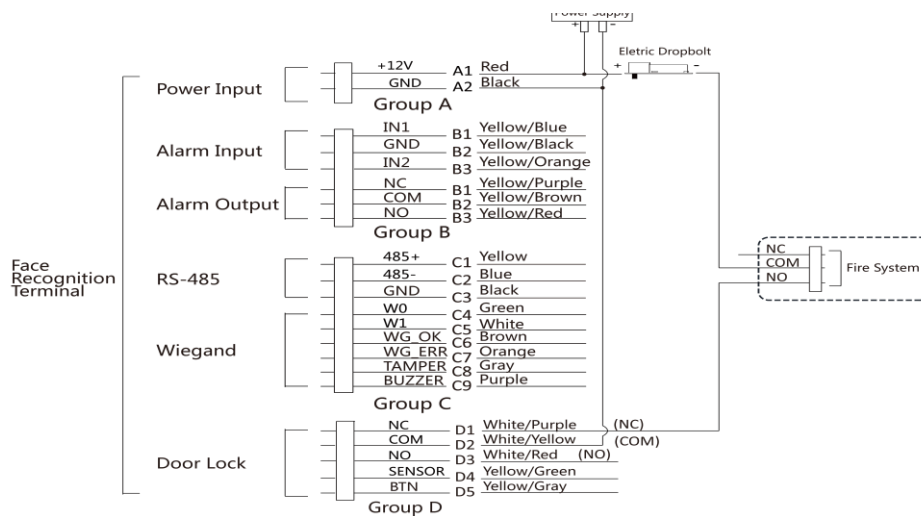 Power Supply
+ -
Eletric Dropbolt
+ -
Face
Recognition
Terminal
Power Input
+12V A1 Red
GND A2 Black
Group A
Alarm Input
IN1 B1 Yellow/Blue
GND B2 Yellow/Black
IN2 B3 Yellow/Orange
Alarm Output
NC B1 Yellow/Purple
COM B2 Yellow/Brown
NO B3 Yellow/Red
Group B
NC
COM
NO
Fire System
RS-485
485+ C1 Yellow
485- C2 Blue
GND C3 Black
Wiegand
W0 C4 Green
W1 C5 White
WG_OK C6 Brown
WG_ERR C7 Orange
TAMPER C8 Gray
BUZZER C9 Purple
Group C
Door Lock
NC D1 White/Purple (NC)
COM D2 White/Yellow (COM)
NO D3 White/Red (NO)
SENSOR D4 Yellow/Green
BTN D5 Yellow/Gray
Group D